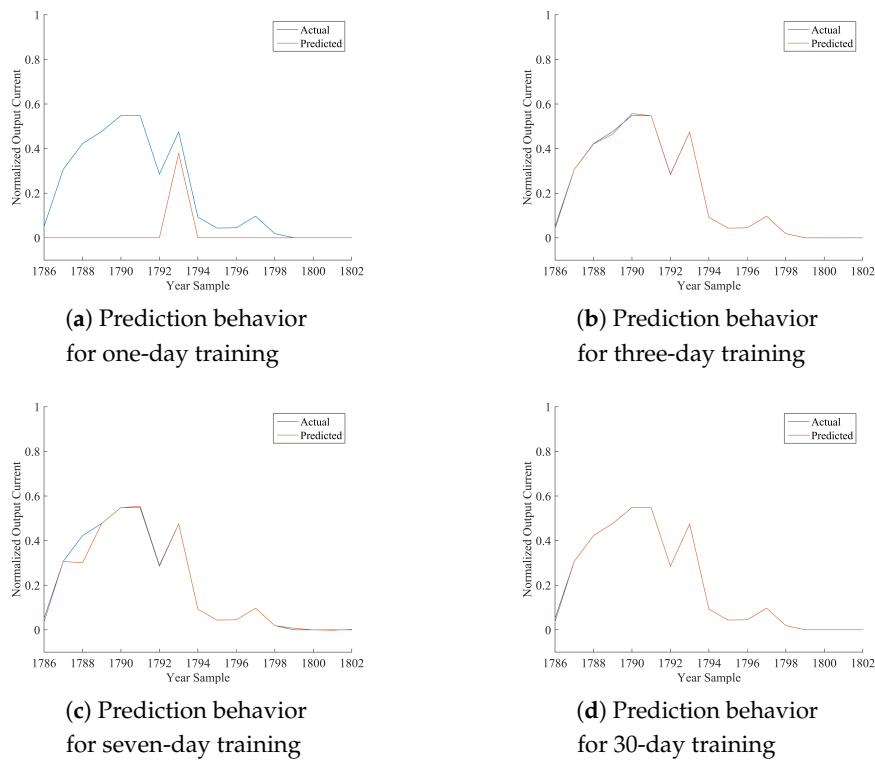 1
0.8
0.6
0.4
0.2
0
Normalized Output Current
1786 1788 1790 1792 1794 1796 1798 1800 1802
Year Sample
Actual
Predicted
(a) Prediction behavior
for one-day training
1
0.8
0.6
0.4
0.2
0
Normalized Output Current
1786 1788 1790 1792 1794 1796 1798 1800 1802
Year Sample
Actual
Predicted
(b) Prediction behavior
for three-day training
1
0.8
0.6
0.4
0.2
0
Normalized Output Current
1786 1788 1790 1792 1794 1796 1798 1800 1802
Year Sample
Actual
Predicted
(c) Prediction behavior
for seven-day training
1
0.8
0.6
0.4
0.2
0
Normalized Output Current
1786 1788 1790 1792 1794 1796 1798 1800 1802
Year Sample
Actual
Predicted
(d) Prediction behavior
for 30-day training